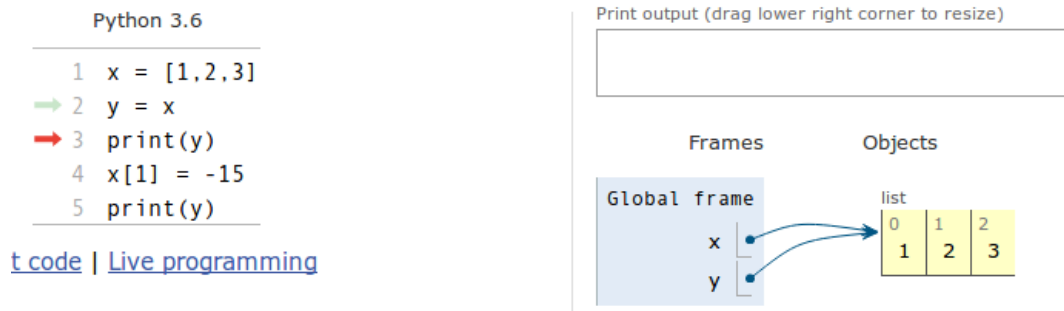 Python 3.6
1 x = [1,2,3]
2 y = x
3 print(y)
4 x[1] = -15
5 print(y)
t code | Live programming
Print output (drag lower right corner to resize)
Frames Objects
Global frame
x
y
list
0 1 2
1 2 3